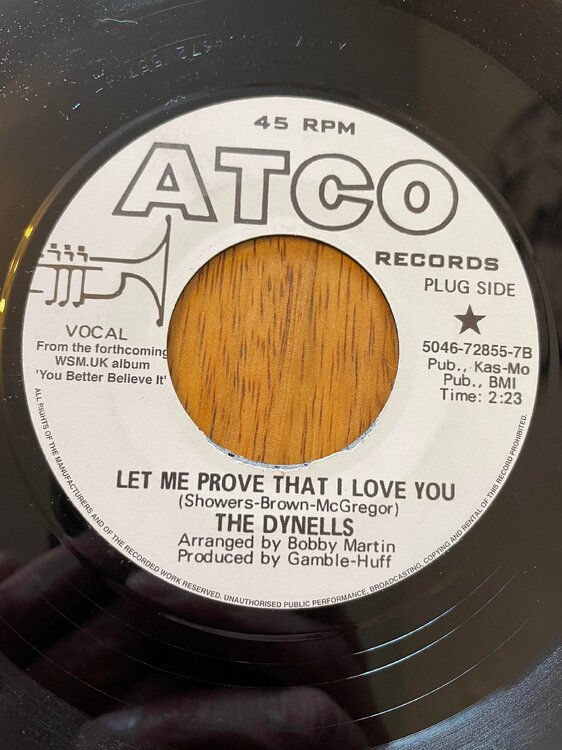 45 RPM
ATCO
RECORDS
PLUG SIDE
★
VOCAL
From the forthcoming
WSM.UK album
'You Better Believe It'
5046-72855-7B
Pub., Kas-Mo
Pub., BMI
Time: 2:23
LET ME PROVE THAT I LOVE YOU
(Showers-Brown-McGregor)
THE DYNELLS
Arranged by Bobby Martin
Produced by Gamble-Huff
ALL RIGHTS OF THE MANUFACTURERS AND OF THE RECORDED WORK RESERVED. UNAUTHORISED PUBLIC PERFORMANCE, BROADCASTING, COPYING AND RENTAL OF THIS RECORD PROHIBITED.